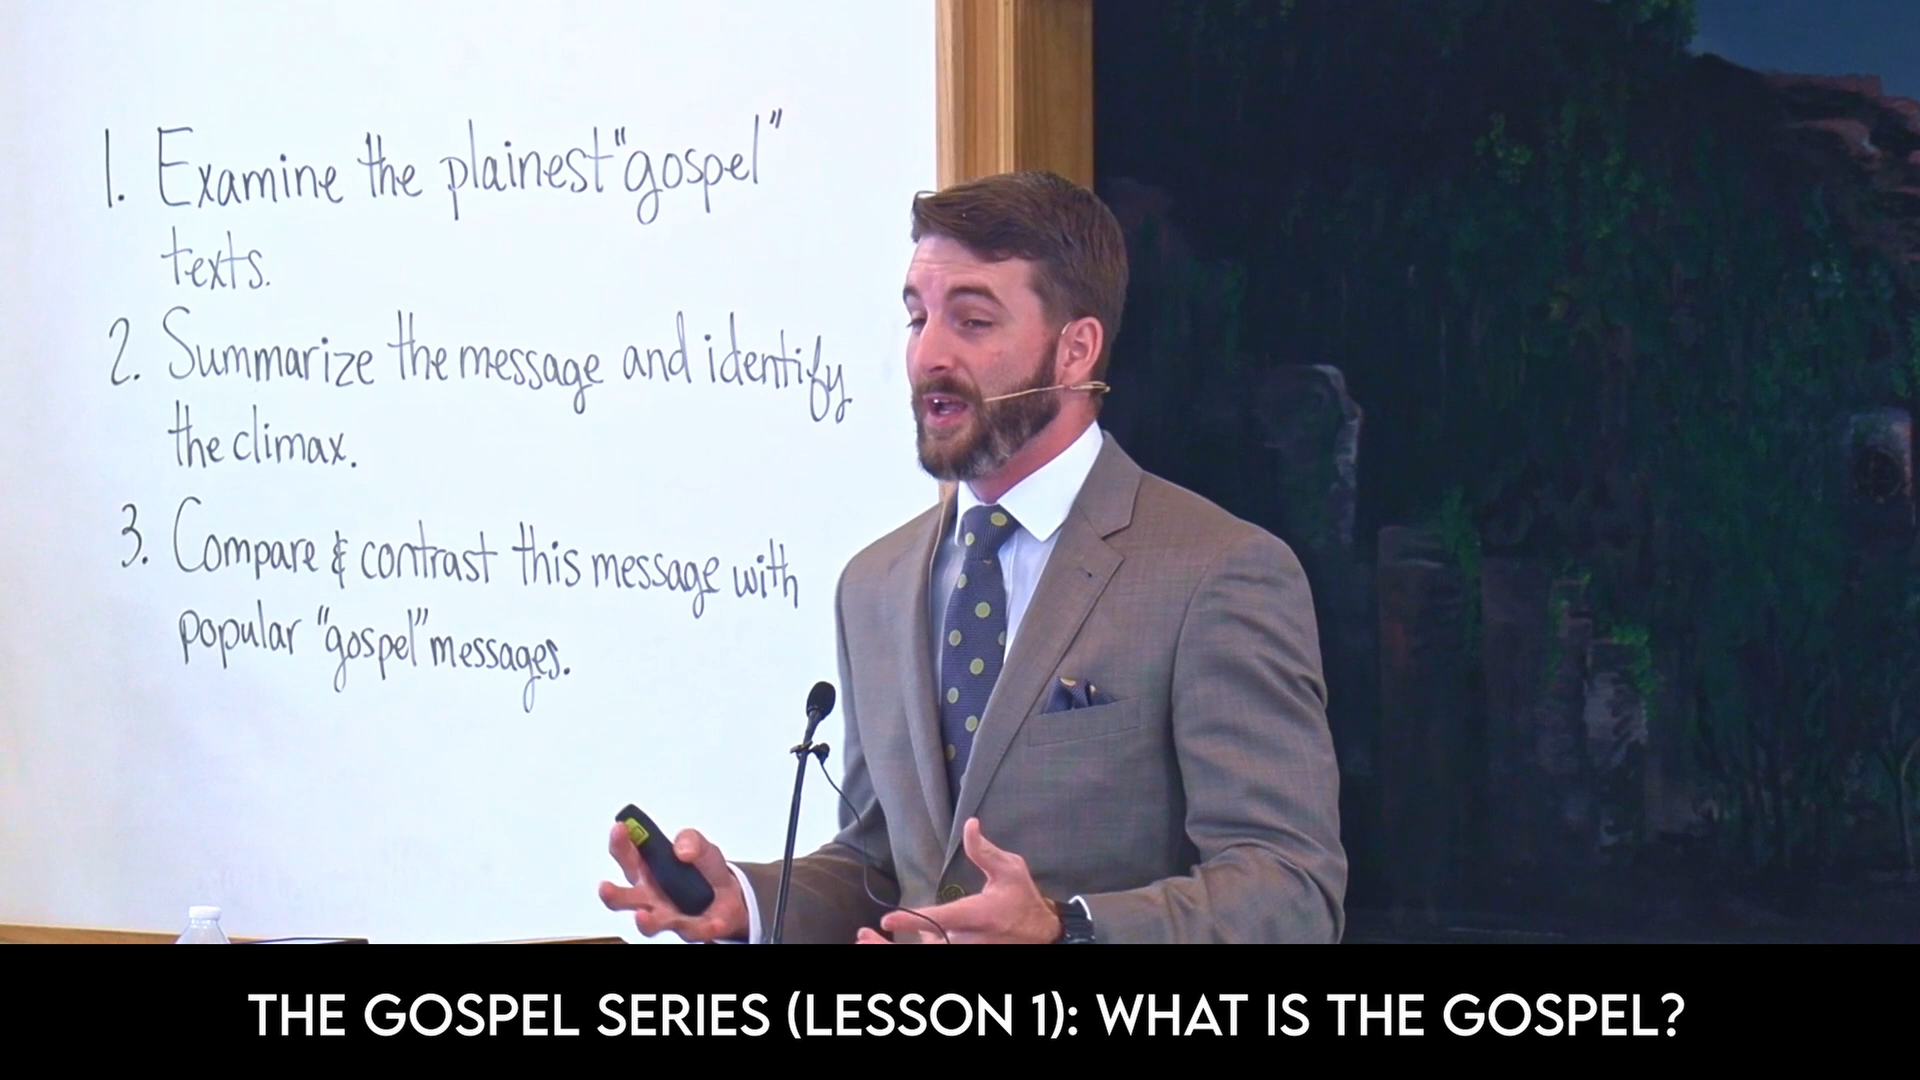 1. Examine the plainest "gospel"
texts.
2. Summarize the message and identify
the climax.
3. Compare & contrast this message with
popular "gospel" messages.
THE GOSPEL SERIES (LESSON 1): WHAT IS THE GOSPEL?